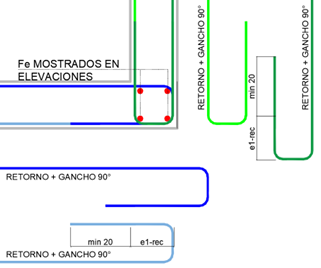 Fe MOSTRADOS EN
ELEVACIONES
RETORNO + GANCHO 90°
RETORNO + GANCHO 90°
min 20
e1-rec
RETORNO + GANCHO 90°
min 20
e1-rec
RETORNO + GANCHO 90°